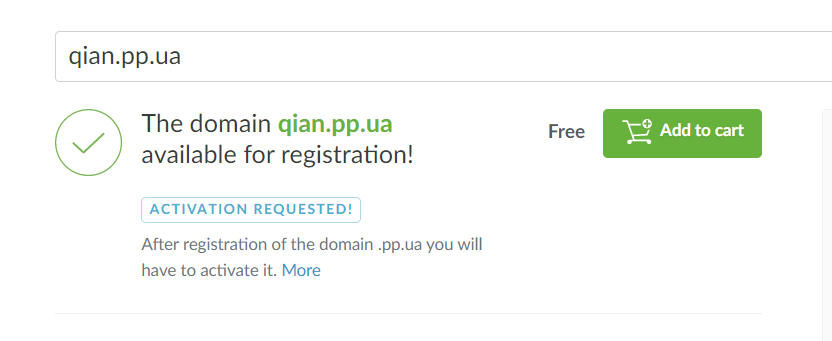 qian.pp.ua
The domain qian.pp.ua
available for registration!
Free
Add to cart
ACTIVATION REQUESTED!
After registration of the domain .pp.ua you will
have to activate it. More